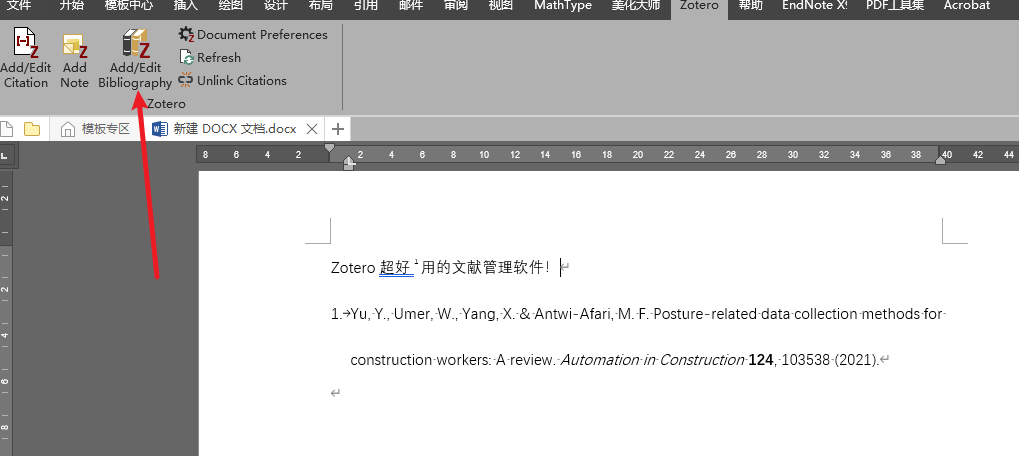 文件 开始 模板中心 插入 绘图 设计 布局 引用 邮件 审阅 视图 MathType 美化大师 Zotero 帮助 EndNote X9 PDF工具集 Acrobat
Add/Edit Citation
Add Note
Add/Edit Bibliography
Document Preferences
Refresh
Unlink Citations
Zotero
模板专区 新建 DOCX 文档.docx
8 6 4 2 2 4 6 8 10 12 14 16 18 20 22 24 26 28 30 32 34 36 38 40 42 44
2
2
4
6
8
Zotero 超好 1 用的文献管理软件!
1. Yu, Y., Umer, W., Yang, X. & Antwi-Afari, M. F. Posture-related data collection methods for
construction workers: A review. Automation in Construction 124, 103538 (2021).